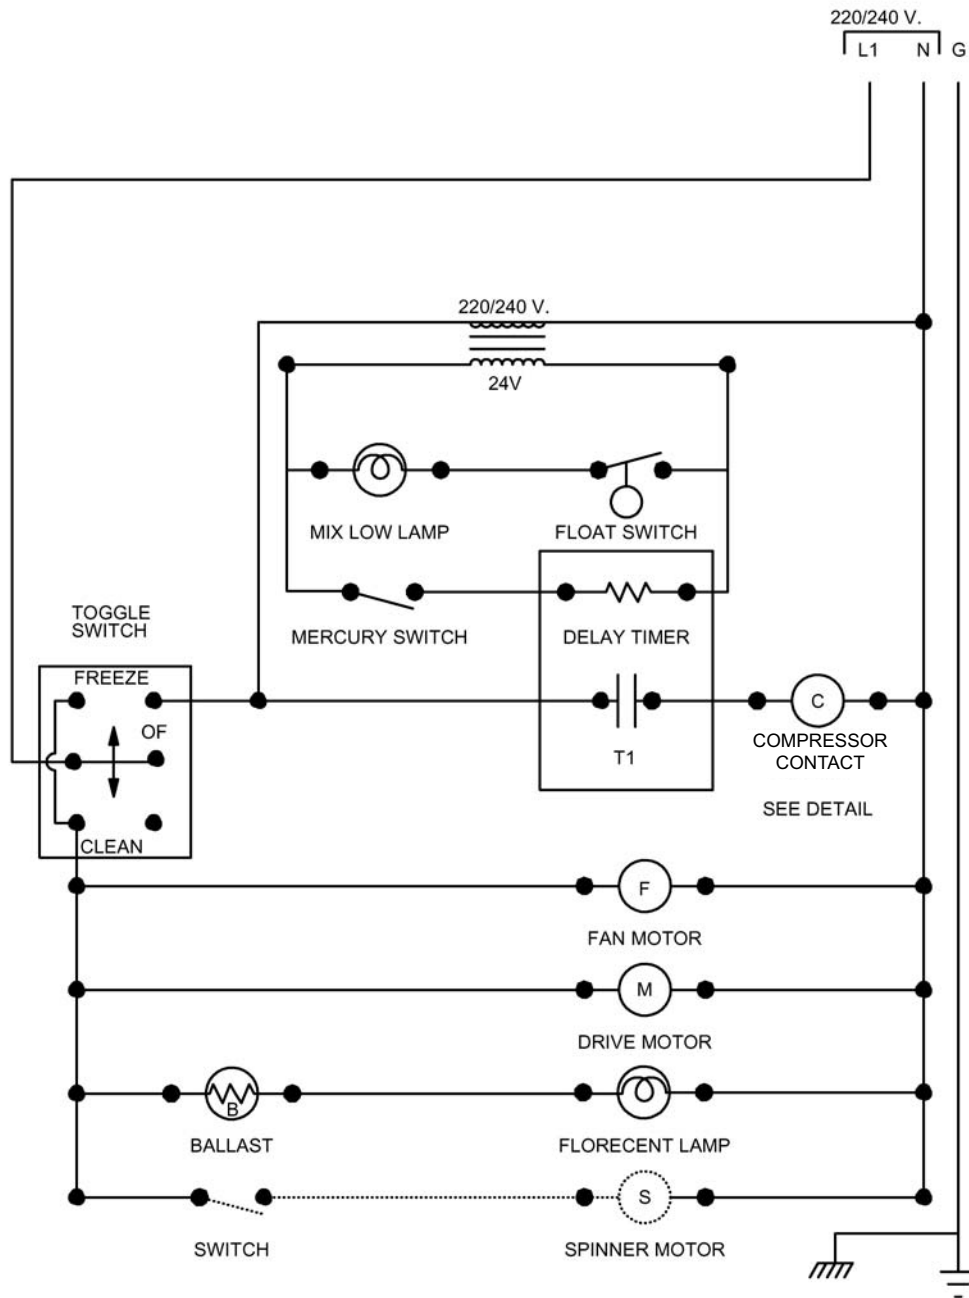 220/240 V.
L1 N G
220/240 V.
24V
MIX LOW LAMP FLOAT SWITCH
TOGGLE
SWITCH
MERCURY SWITCH DELAY TIMER
FREEZE
OF
C
COMPRESSOR
CONTACT
T1
SEE DETAIL
CLEAN
F
FAN MOTOR
M
DRIVE MOTOR
B
BALLAST FLORECENT LAMP
S
SWITCH SPINNER MOTOR